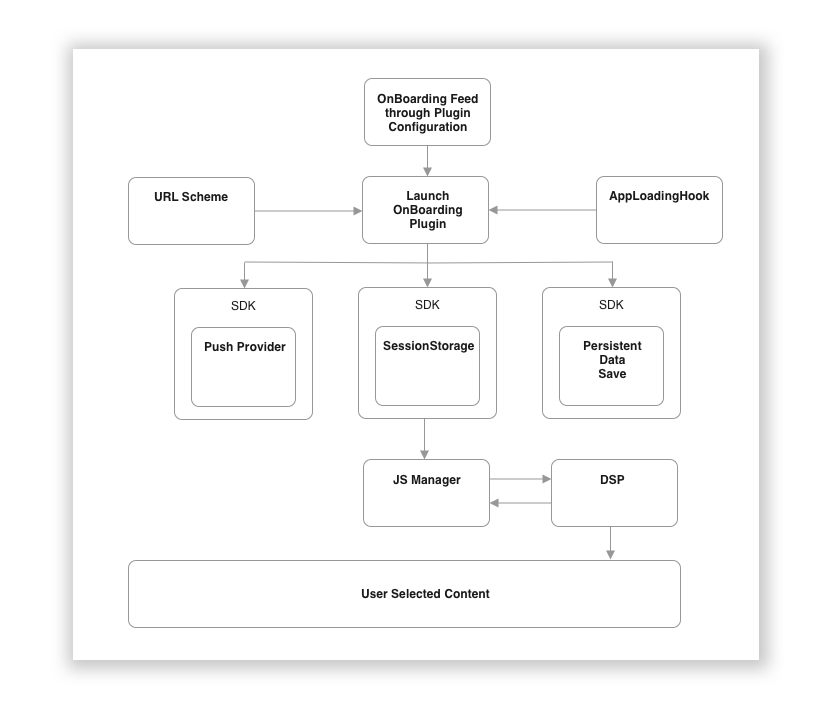 OnBoarding Feed
through Plugin
Configuration
URL Scheme
Launch
OnBoarding
Plugin
AppLoadingHook
SDK
Push Provider
SDK
SessionStorage
SDK
Persistent
Data
Save
JS Manager
DSP
User Selected Content